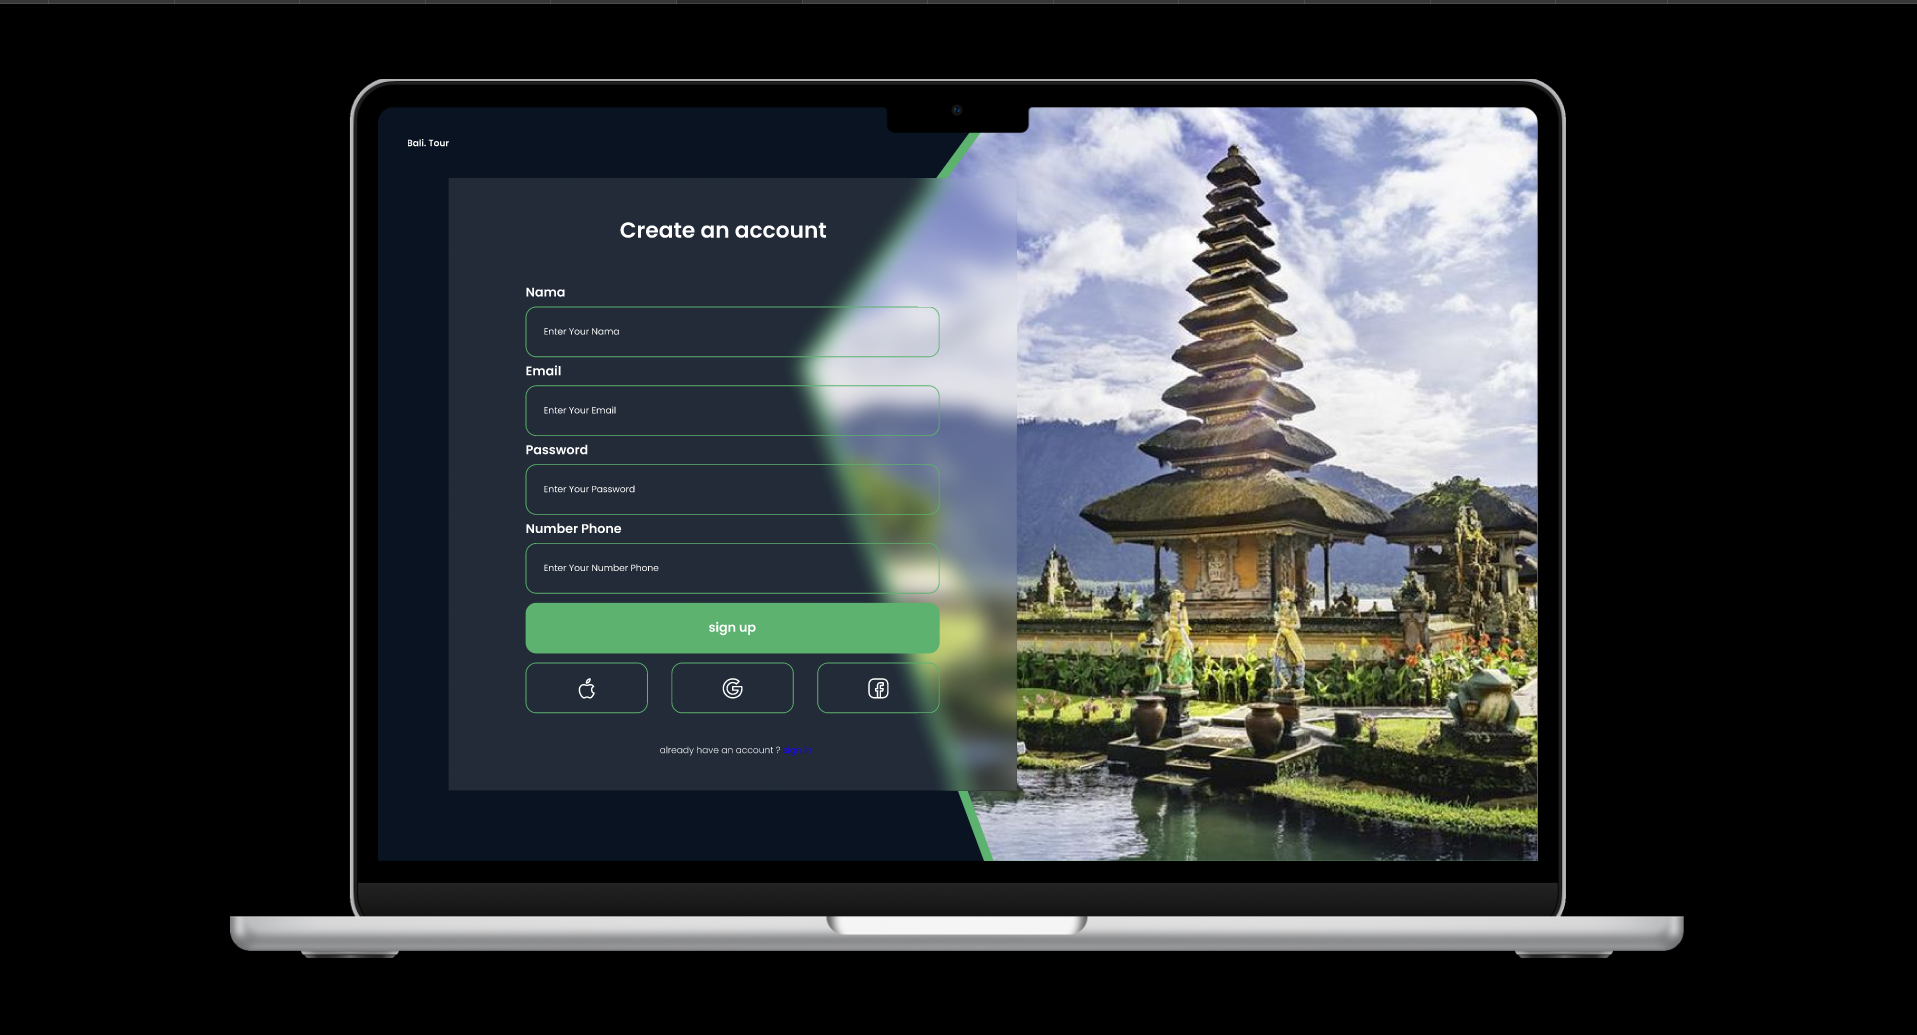 Bali. Tour
Create an account
Nama
Enter Your Nama
Email
Enter Your Email
Password
Enter Your Password
Number Phone
Enter Your Number Phone
sign up
already have an account ?